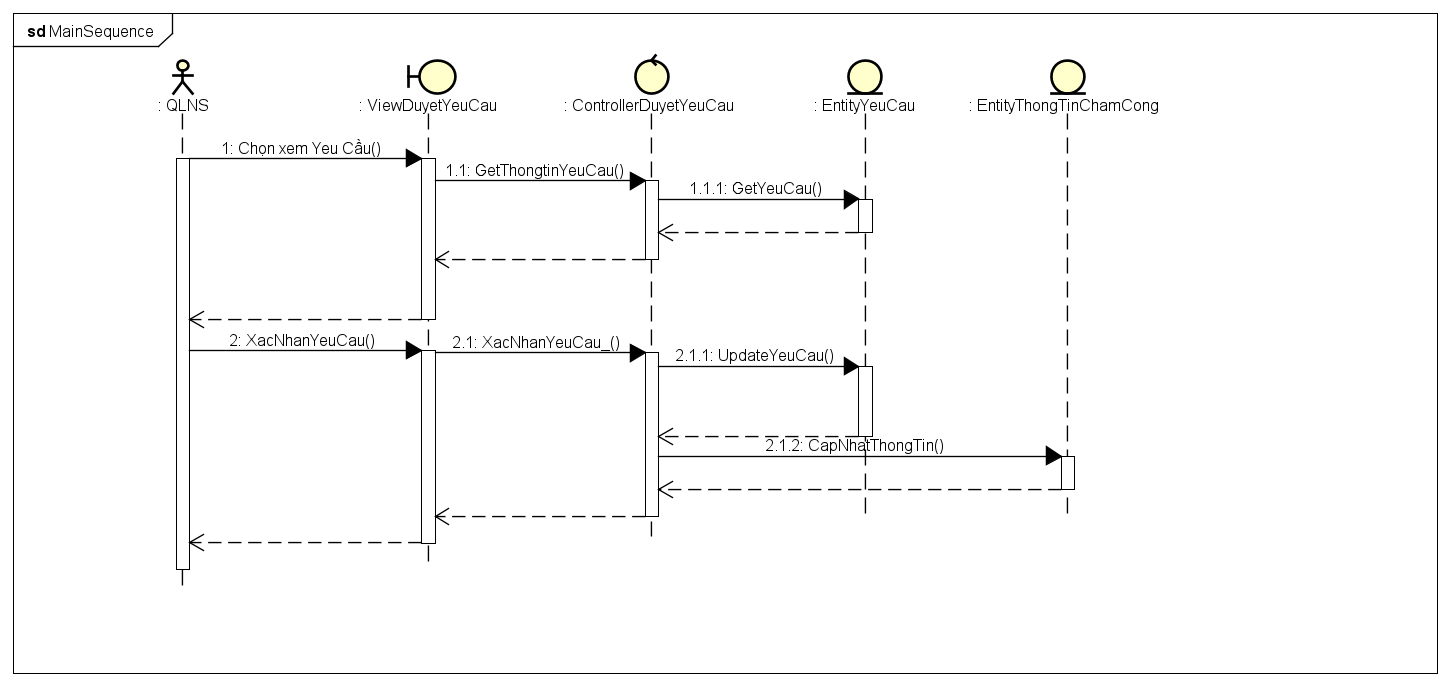 sd MainSequence
: QLNS
: ViewDuyetYeuCau
: ControllerDuyetYeuCau
: EntityYeuCau
: EntityThongTinChamCong
1: Chọn xem Yeu Cầu()
1.1: GetThongtinYeuCau()
1.1.1: GetYeuCau()
2: XacNhanYeuCau()
2.1: XacNhanYeuCau_()
2.1.1: UpdateYeuCau()
2.1.2: CapNhatThongTin()